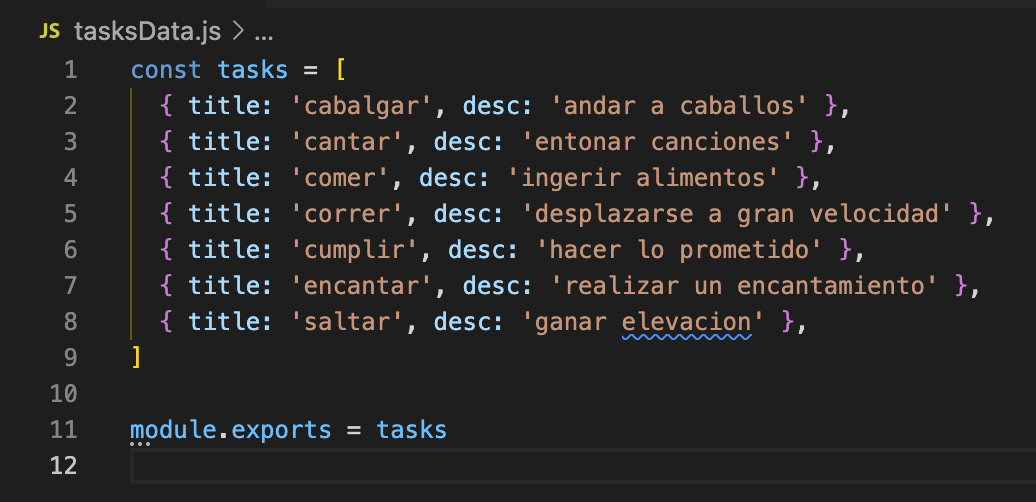 JS tasksData.js > ...
1 const tasks = [
2 { title: 'cabalgar', desc: 'andar a caballos' },
3 { title: 'cantar', desc: 'entonar canciones' },
4 { title: 'comer', desc: 'ingerir alimentos' },
5 { title: 'correr', desc: 'desplazarse a gran velocidad' },
6 { title: 'cumplir', desc: 'hacer lo prometido' },
7 { title: 'encantar', desc: 'realizar un encantamiento' },
8 { title: 'saltar', desc: 'ganar elevacion' },
9 ]
10
11 module.exports = tasks
12